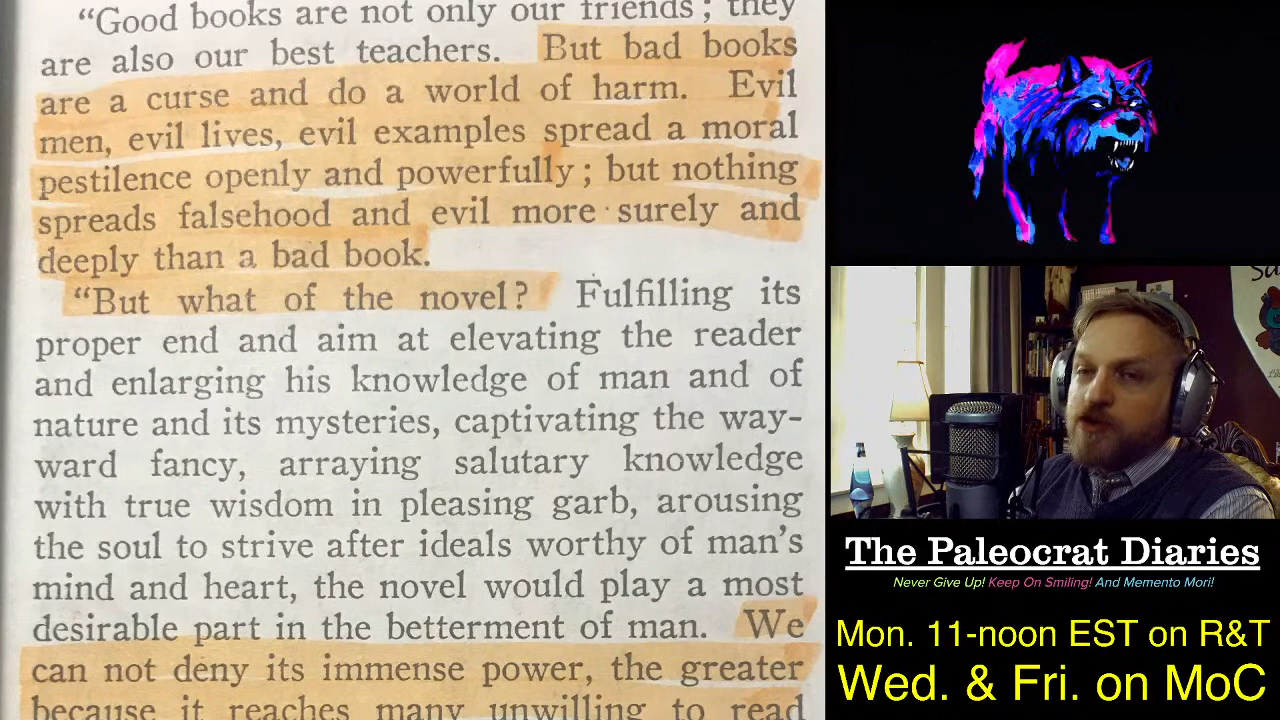 “Good books are not only our friends; they
are also our best teachers. But bad books
are a curse and do a world of harm. Evil
men, evil lives, evil examples spread a moral
pestilence openly and powerfully; but nothing
spreads falsehood and evil more surely and
deeply than a bad book.
“But what of the novel? Fulfilling its
proper end and aim at elevating the reader
and enlarging his knowledge of man and of
nature and its mysteries, captivating the way-
ward fancy, arraying salutary knowledge
with true wisdom in pleasing garb, arousing
the soul to strive after ideals worthy of man’s
mind and heart, the novel would play a most
desirable part in the betterment of man. We
can not deny its immense power, the greater
because it reaches many unwilling to read
The Paleocrat Diaries
Never Give Up! Keep On Smiling! And Memento Mori!
Mon. 11-noon EST on R&T
Wed. & Fri. on MoC